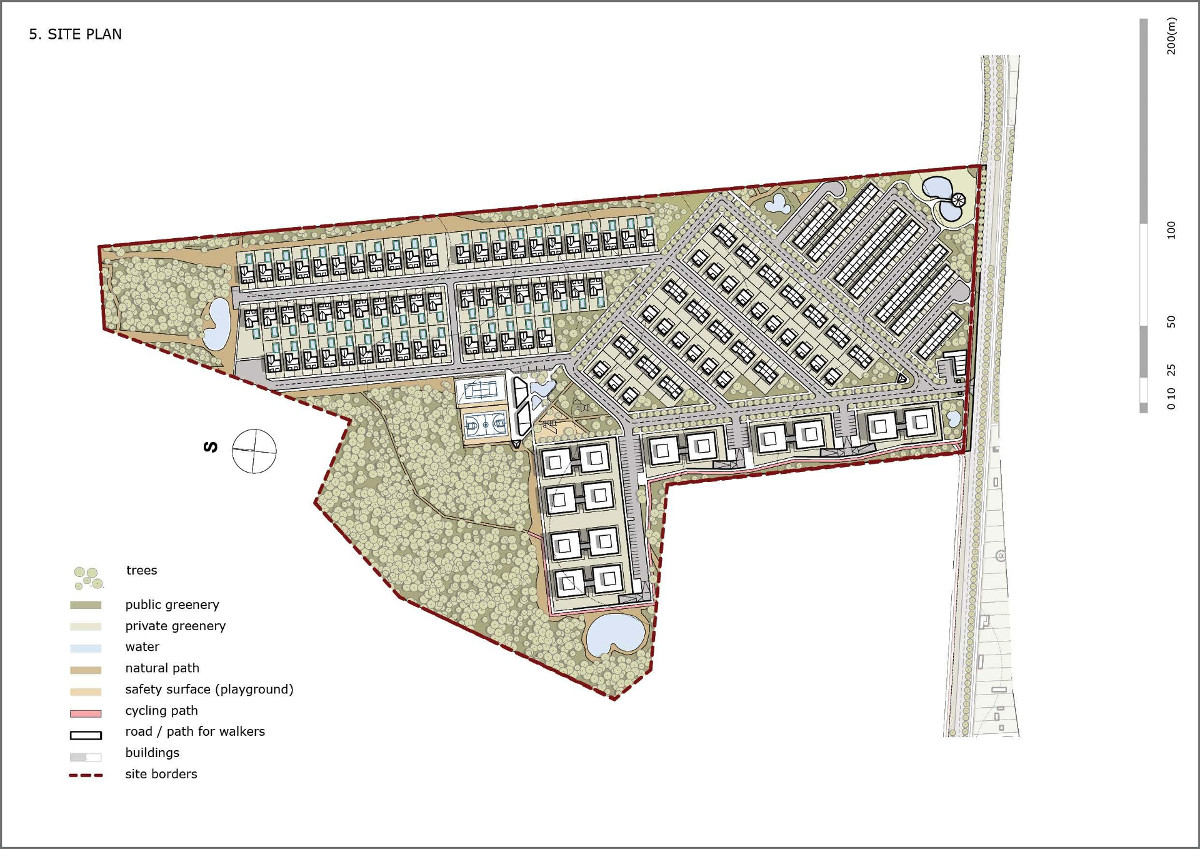 5. SITE PLAN
200(m)
100
50
25
0 10
S
trees
public greenery
private greenery
water
natural path
safety surface (playground)
cycling path
road / path for walkers
buildings
site borders